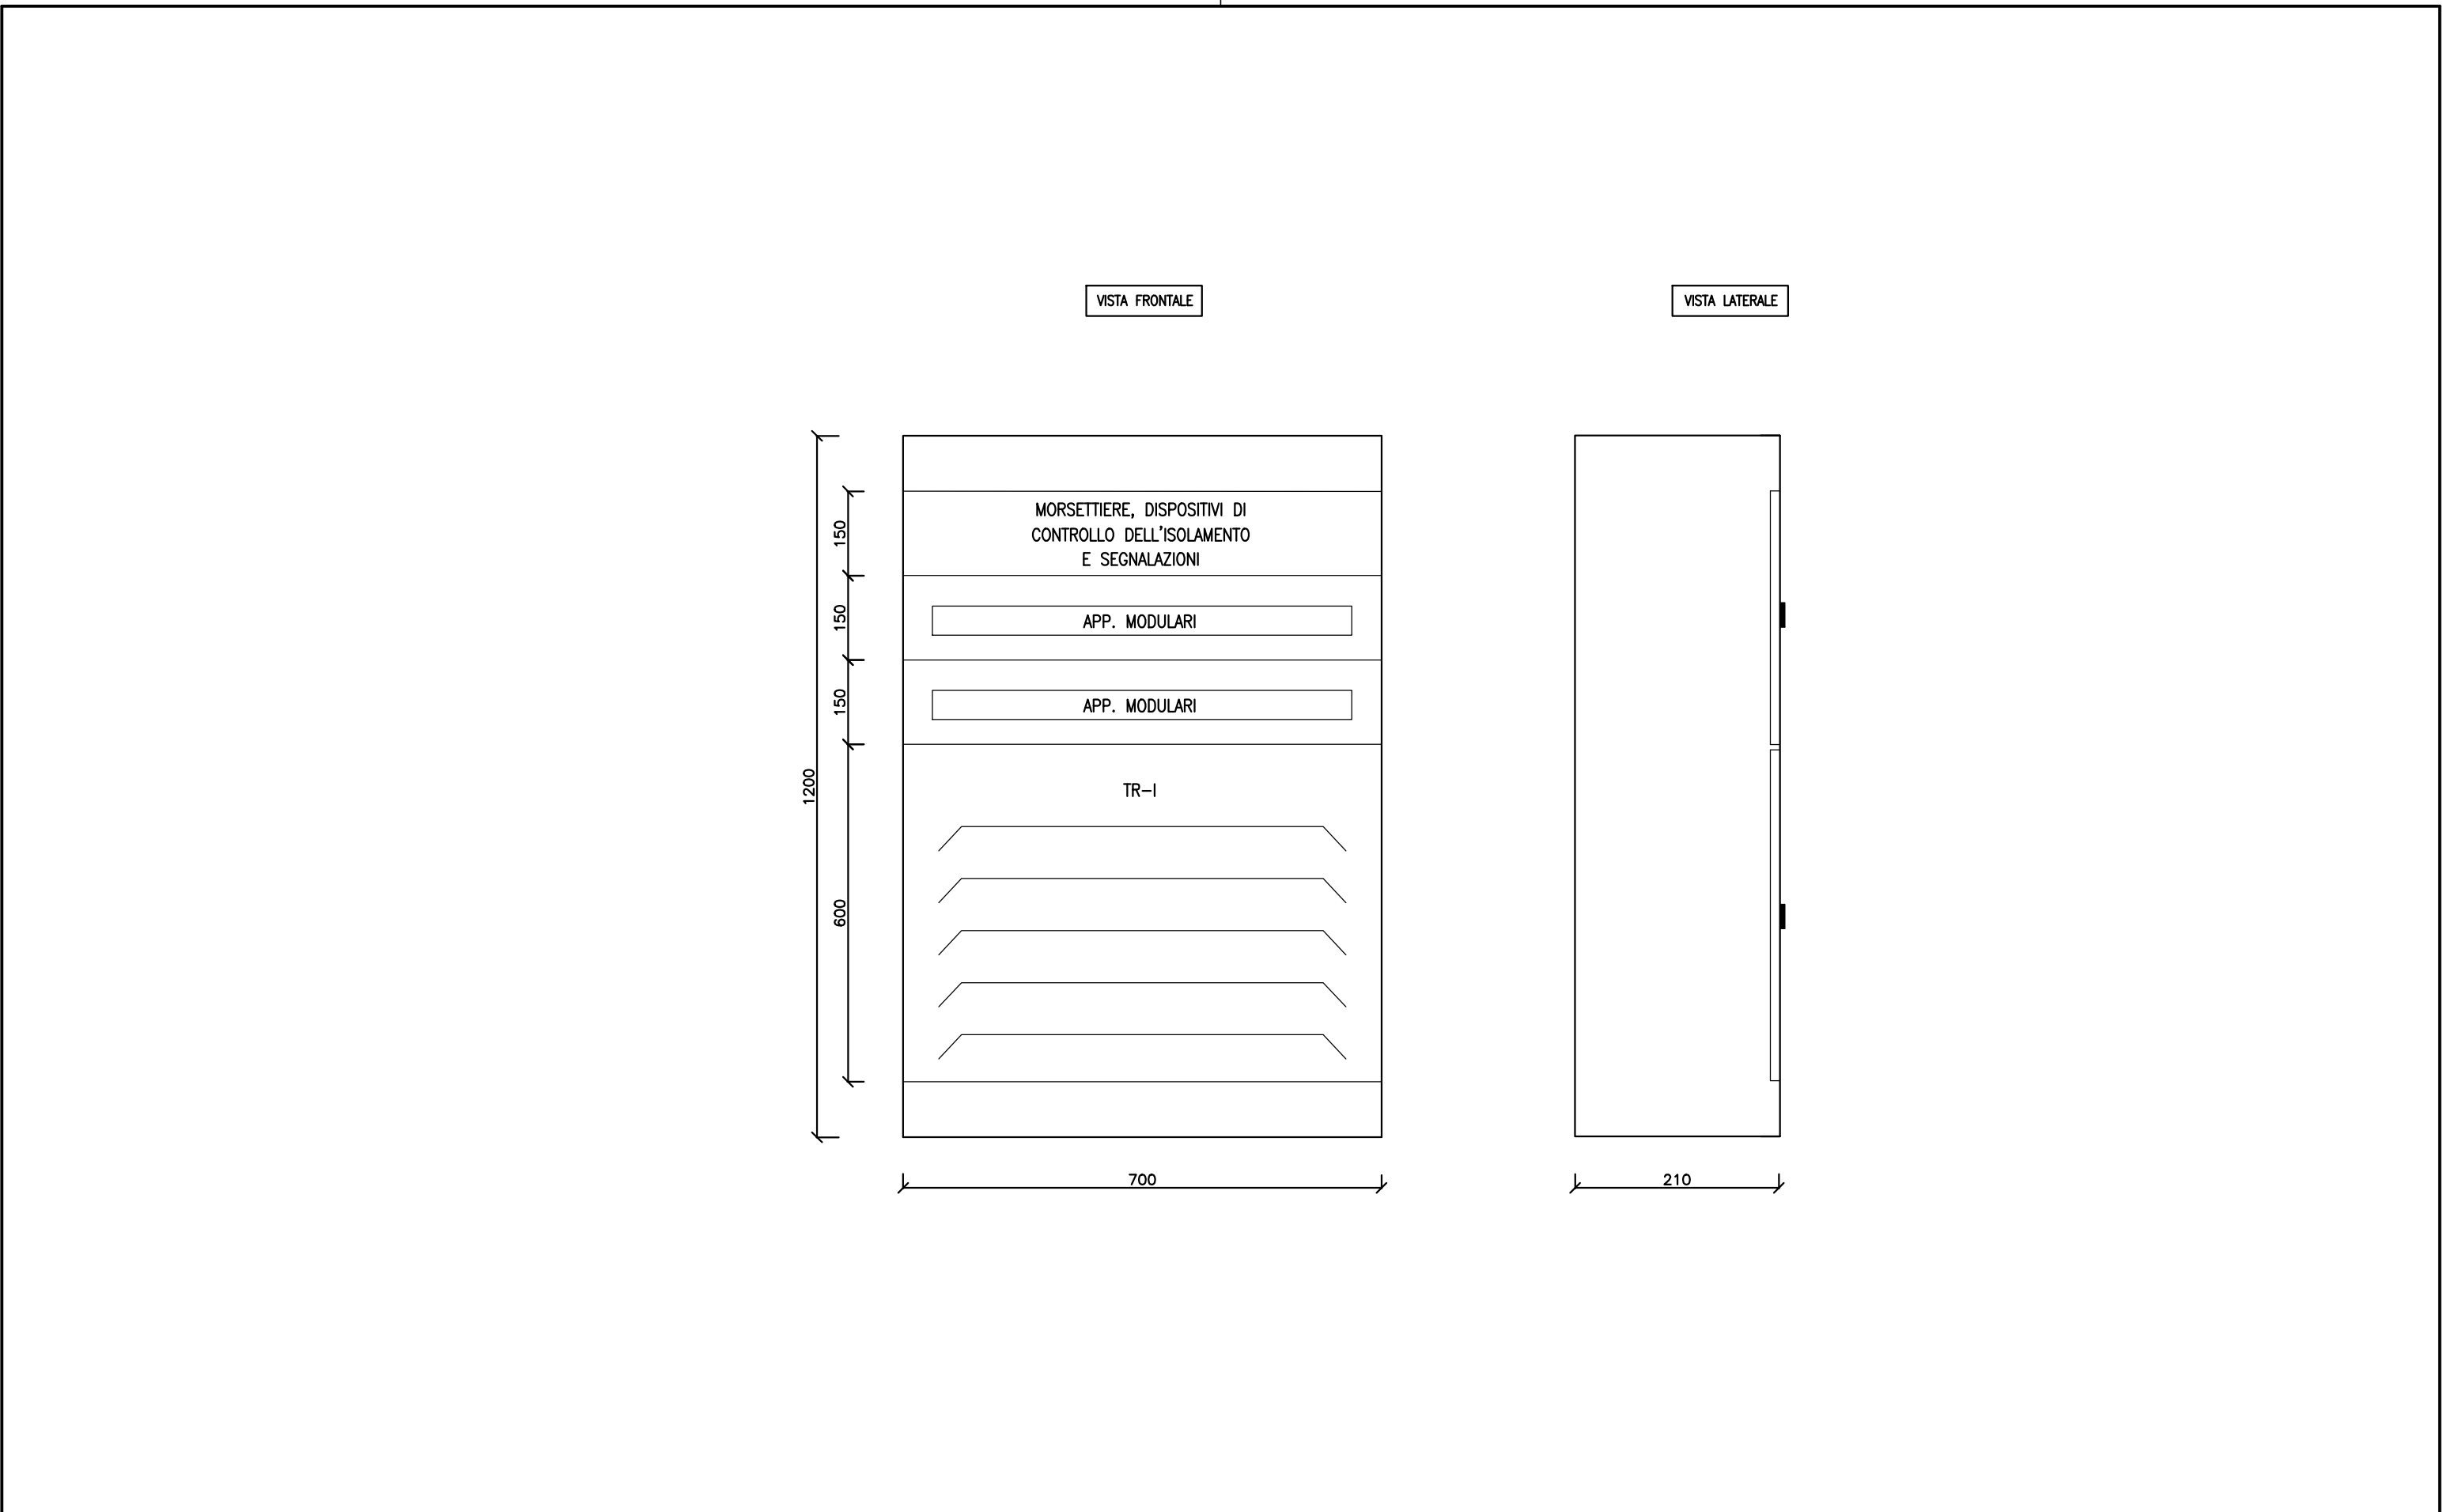 VISTA FRONTALE
VISTA LATERALE
MORSETTIERE, DISPOSITIVI DI
CONTROLLO DELL'ISOLAMENTO
E SEGNALAZIONI
150
APP. MODULARI
150
APP. MODULARI
150
1200
TR-I
600
700
210